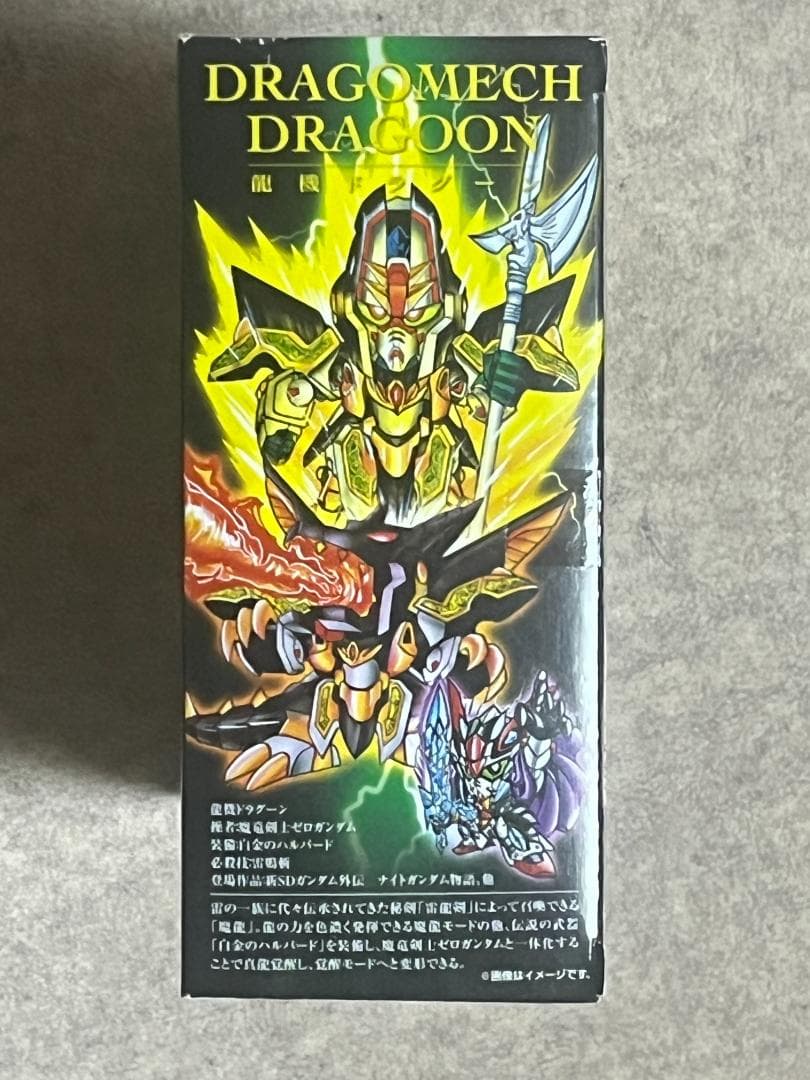 DRAGOMECH
DRAGOON
龍機ドラグーン
龍機ドラグーン
操者:魔竜剣士ゼロガンダム
装備:白金のハルバード
必殺技:雷鳴斬
登場作品:新SDガンダム外伝　ナイトガンダム物語、他
雷の一族に代々伝承されてきた秘剣「雷龍剣」によって召喚できる
「魔龍」。龍の力を色濃く発揮できる魔龍モードの他、伝説の武器
「白金のハルバード」を装備し、魔竜剣士ゼロガンダムと一体化する
ことで真龍覚醒し、覚醒モードへと変形できる。
※画像はイメージです。